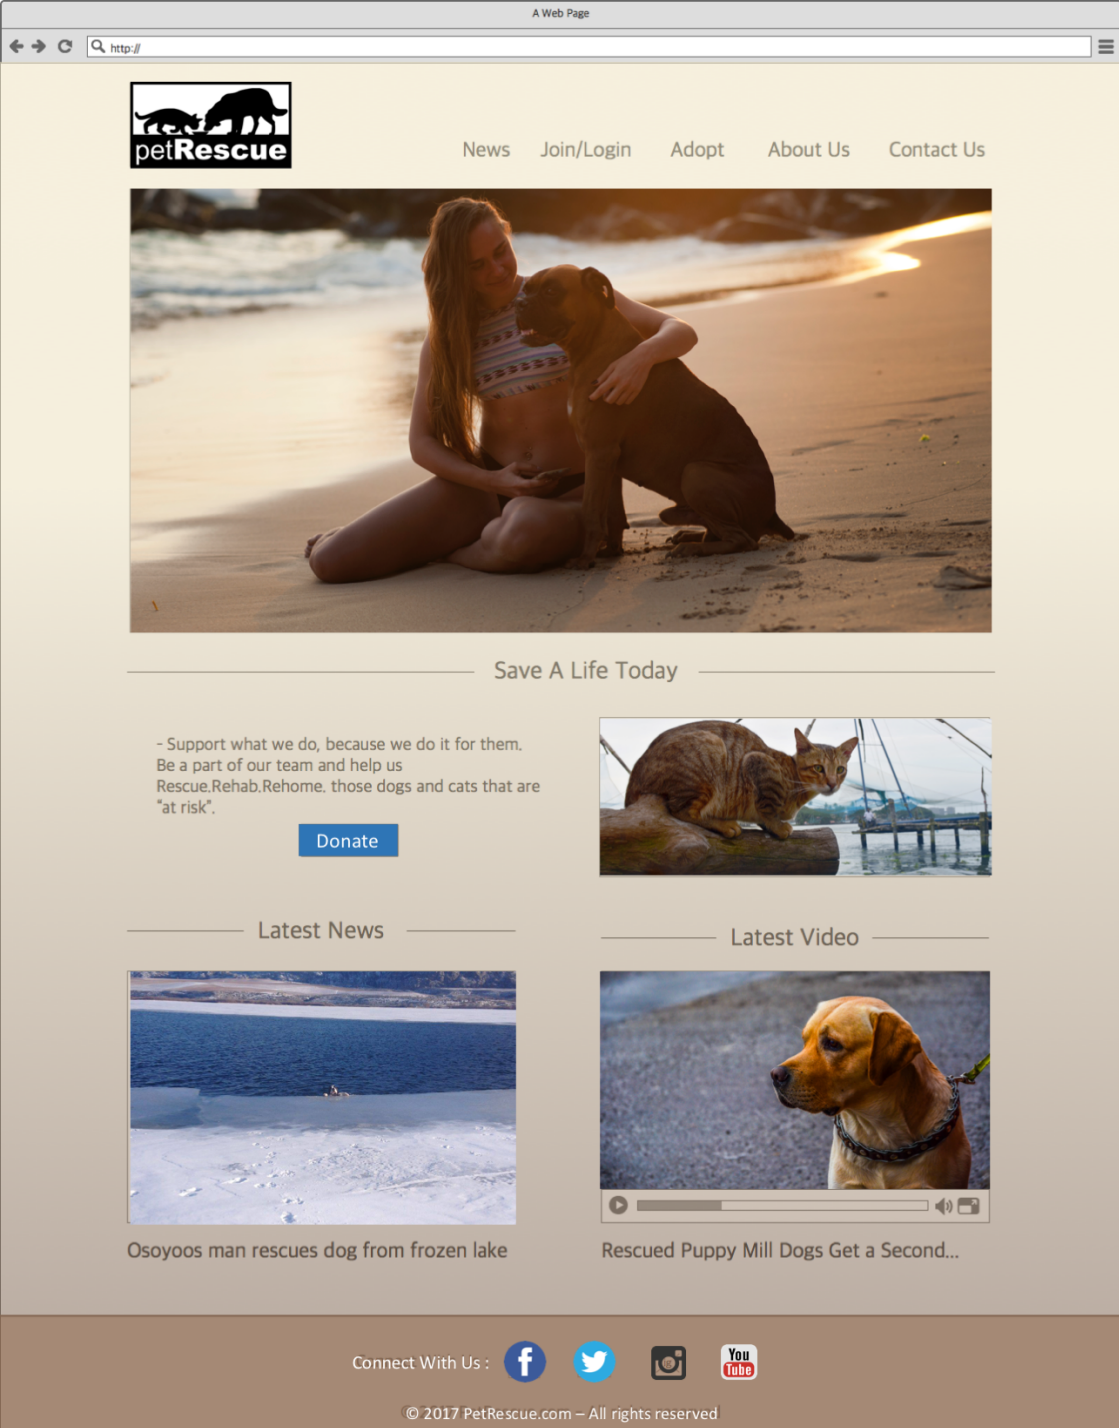 A Web Page
http://
petRescue
News Join/Login Adopt About Us Contact Us
Save A Life Today
- Support what we do, because we do it for them.
Be a part of our team and help us
Rescue.Rehab.Rehome. those dogs and cats that are
“at risk”.
Donate
Latest News
Latest Video
Osoyoos man rescues dog from frozen lake
Rescued Puppy Mill Dogs Get a Second...
Connect With Us :
f
You
Tube
© 2017 PetRescue.com – All rights reserved